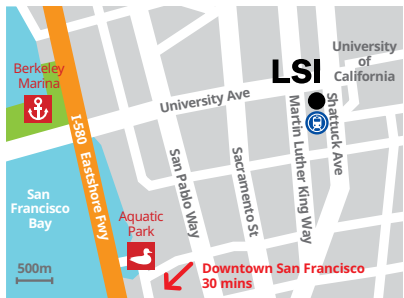 University
of
California
LSI
Berkeley
Marina
University Ave
I-580 Eastshore Fwy
San Pablo Way
Sacramento St
Martin Luther King Way
Shattuck Ave
San
Francisco
Bay
Aquatic
Park
500m
Downtown San Francisco
30 mins